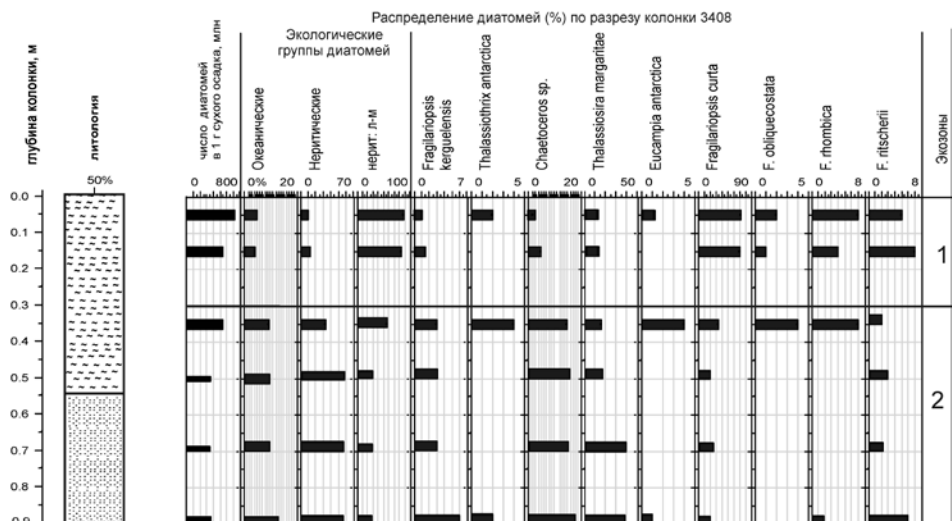 Распределение диатомей (%) по разрезу колонки 3408
глубина колонки, м
литология
число диатомей
в 1 г сухого осадка, млн
Экологические
группы диатомей
Океанические
Неритические
нерит: л-м
Fragilariopsis
kerguelensis
Thalassiothrix antarctica
Chaetoceros sp.
Thalassiosira margaritae
Eucampia antarctica
Fragilariopsis curta
F. obliquecostata
F. rhombica
F. ritscherii
Экозоны
50%
0 800 0% 20 0 70 0 100 0 7 0 5 0 20 0 50 0 5 0 90 0 5 0 8 0 8
0.0
0.1
0.2
0.3
0.4
0.5
0.6
0.7
0.8
0.9
1
2